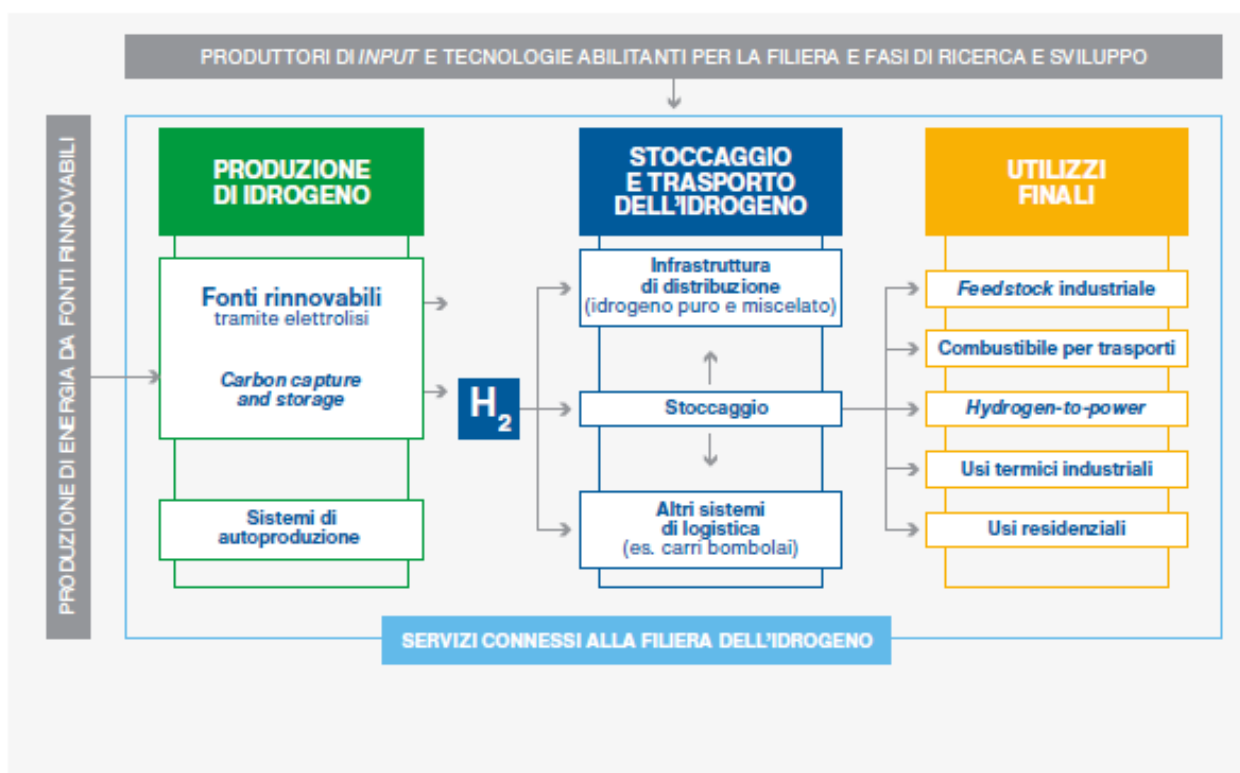 PRODUTTORI DI INPUT E TECNOLOGIE ABILITANTI PER LA FILIERA E FASI DI RICERCA E SVILUPPO
PRODUZIONE DI ENERGIA DA FONTI RINNOVABILI
PRODUZIONE
DI IDROGENO
Fonti rinnovabili
tramite elettrolisi
Carbon capture
and storage
Sistemi di
autoproduzione
H2
STOCCAGGIO
E TRASPORTO
DELL'IDROGENO
Infrastruttura
di distribuzione
(idrogeno puro e miscelato)
Stoccaggio
Altri sistemi
di logistica
(es. carri bombolai)
UTILIZZI
FINALI
Feedstock industriale
Combustibile per trasporti
Hydrogen-to-power
Usi termici industriali
Usi residenziali
SERVIZI CONNESSI ALLA FILIERA DELL'IDROGENO